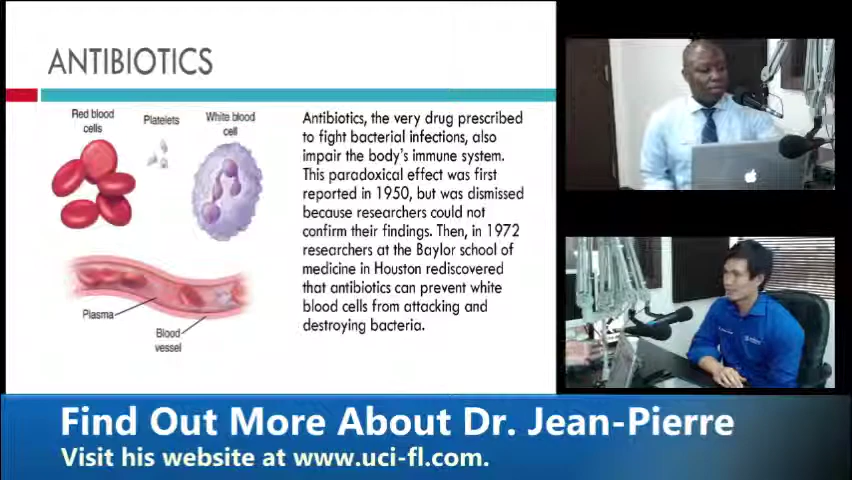 ANTIBIOTICS
Red blood
cells
Platelets
White blood
cell
Plasma
Blood
vessel
Antibiotics, the very drug prescribed
to fight bacterial infections, also
impair the body's immune system.
This paradoxical effect was first
reported in 1950, but was dismissed
because researchers could not
confirm their findings. Then, in 1972
researchers at the Baylor school of
medicine in Houston rediscovered
that antibiotics can prevent white
blood cells from attacking and
destroying bacteria.
Find Out More About Dr. Jean-Pierre
Visit his website at www.uci-fl.com.